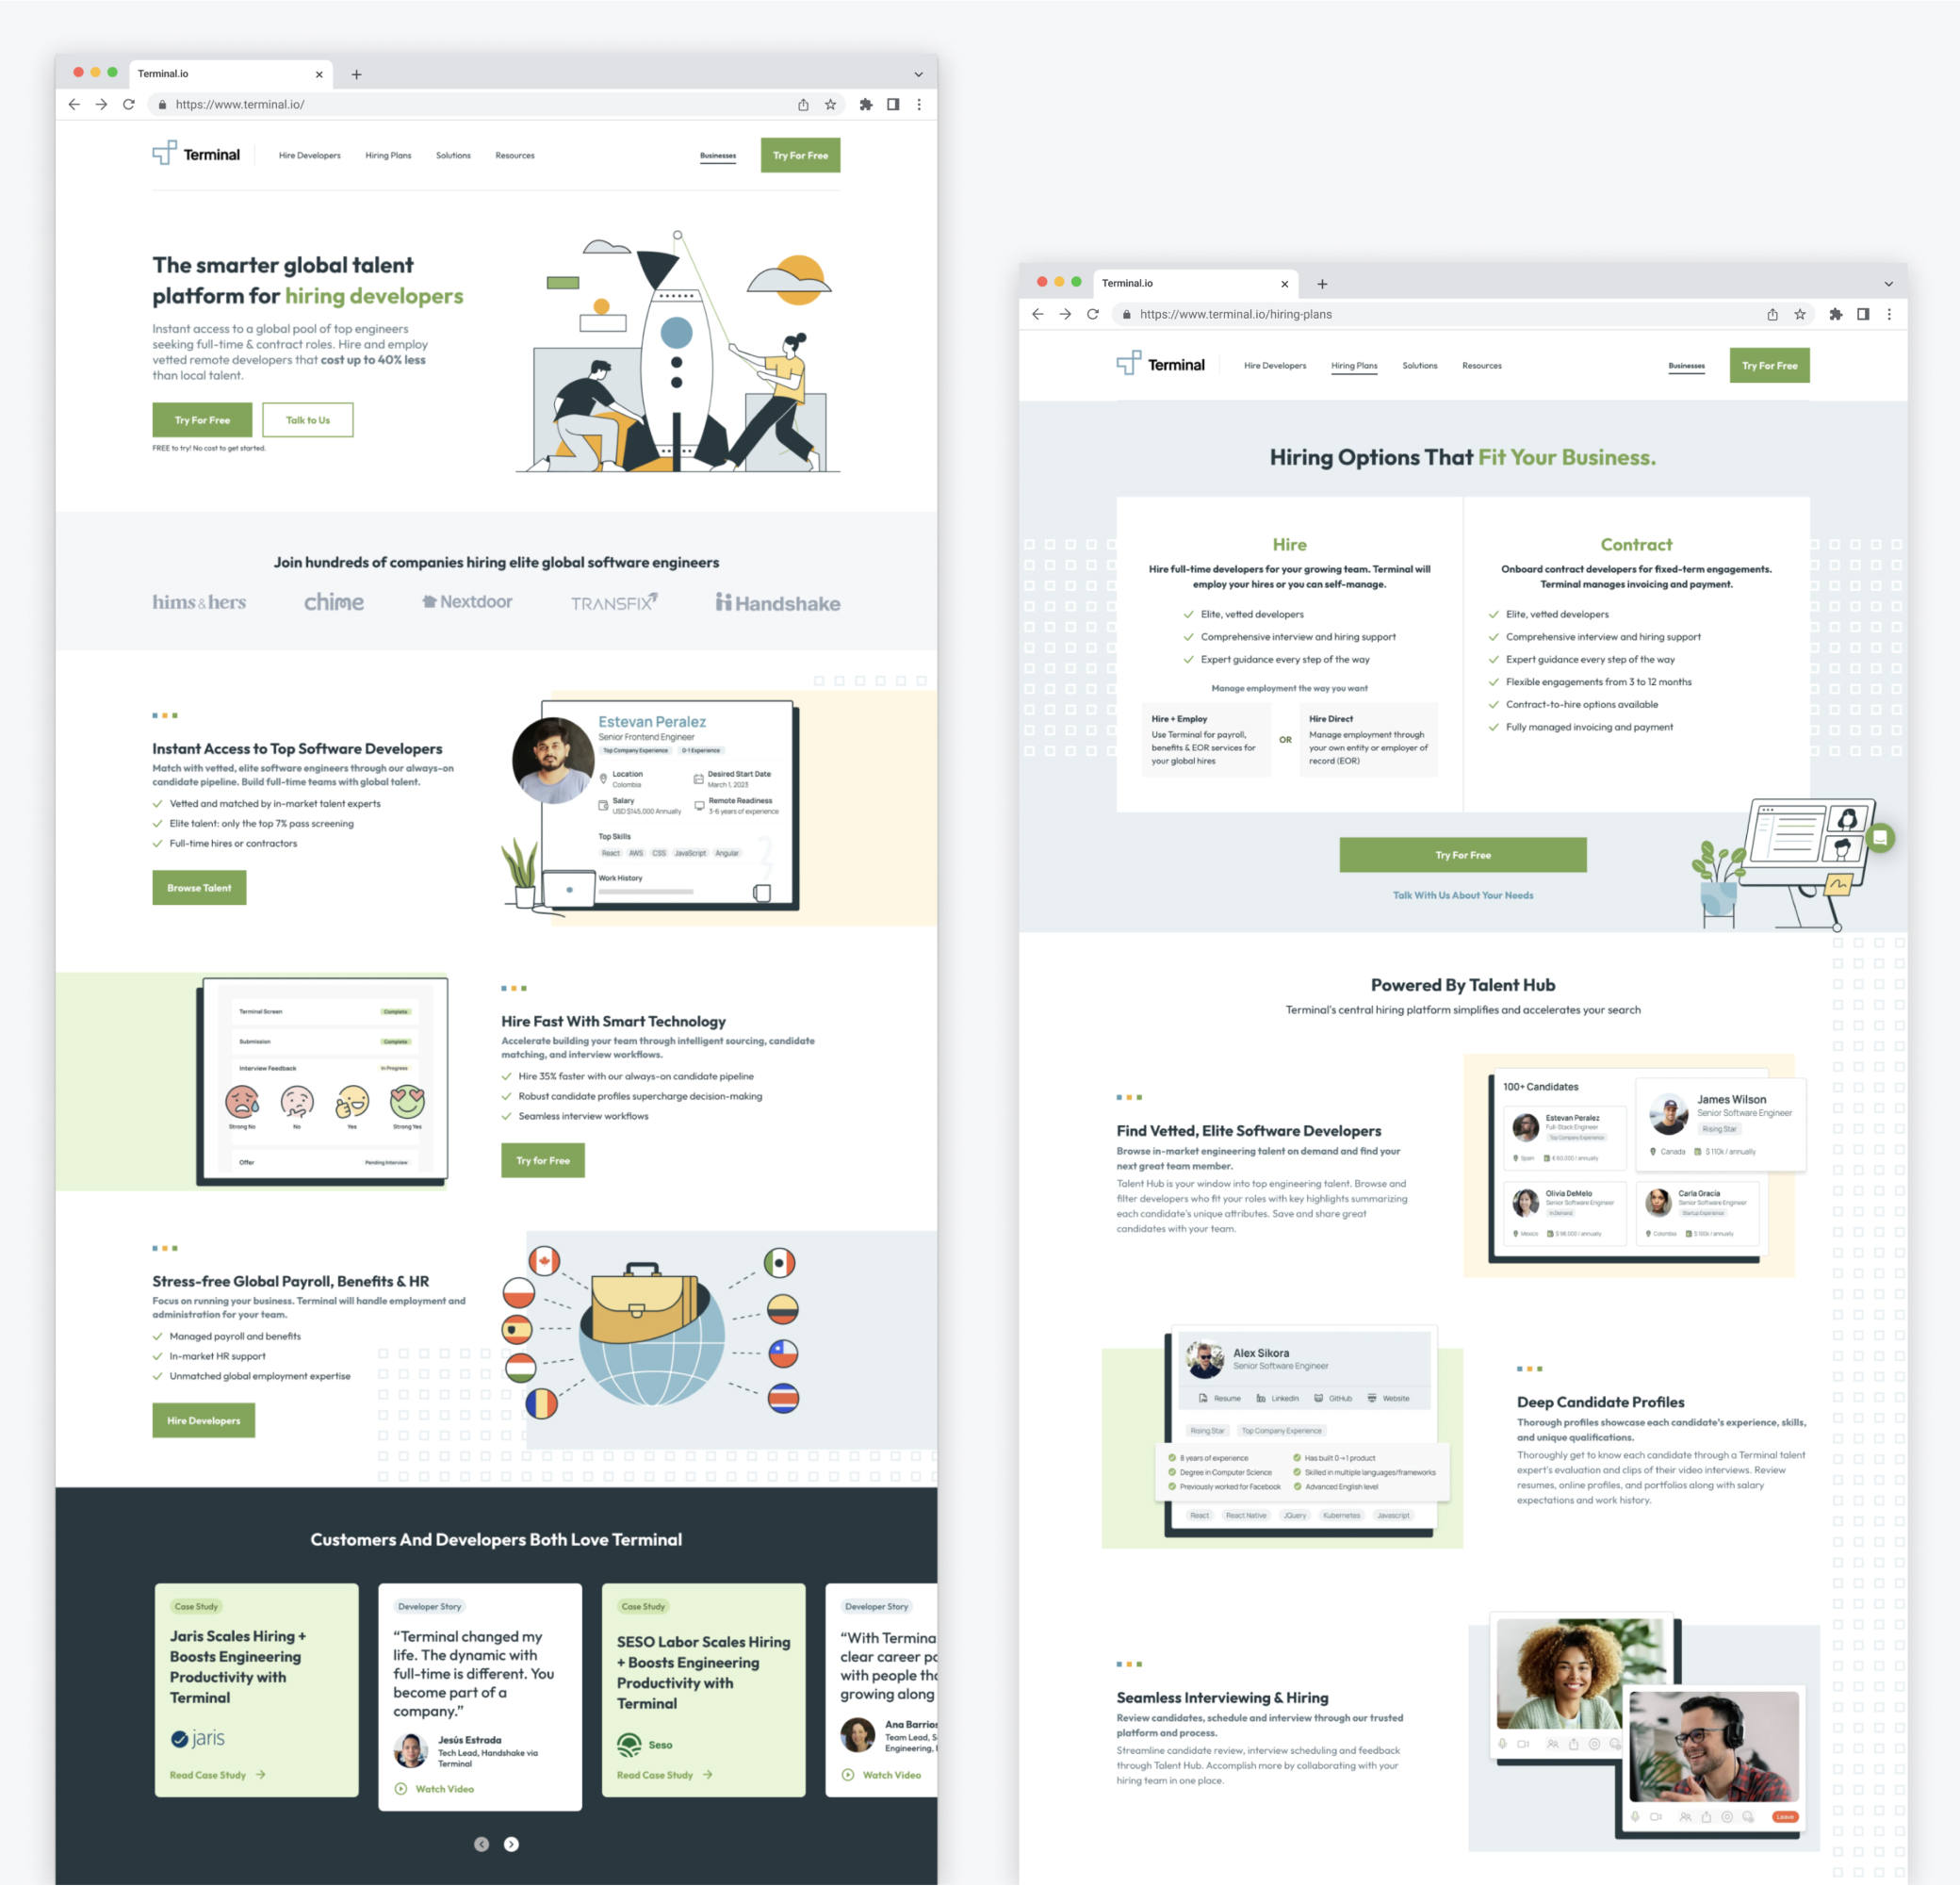 Terminal.io
https://www.terminal.io/
Terminal
Hire Developers
Hiring Plans
Solutions
Resources
Businesses
Try For Free
The smarter global talent
platform for hiring developers
Instant access to a global pool of top engineers
seeking full-time & contract roles. Hire and employ
vetted remote developers that cost up to 40% less
than local talent.
Try For Free
Talk to Us
FREE to try! No cost to get started.
Join hundreds of companies hiring elite global software engineers
hims & hers
chime
Nextdoor
TRANSFIX
Handshake
Instant Access to Top Software Developers
Match with vetted, elite software engineers through our always-on
candidate pipeline. Build full-time teams with global talent.
Vetted and matched by in-market talent experts
Elite talent: only the top 7% pass screening
Full-time hires or contractors
Browse Talent
Estevan Peralez
Senior Frontend Engineer
Top Company Experience
0-1 Experience
Location
Colombia
Desired Start Date
March 1, 2023
Salary
USD $145,000 Annually
Remote Readiness
3-6 years of experience
Top Skills
React
AWS
CSS
JavaScript
Angular
Work History
Terminal Screen
Complete
Submission
Complete
Interview Feedback
In Progress
Strong No
No
Yes
Strong Yes
Offer
Pending Interview
Hire Fast With Smart Technology
Accelerate building your team through intelligent sourcing, candidate
matching, and interview workflows.
Hire 35% faster with our always-on candidate pipeline
Robust candidate profiles supercharge decision-making
Seamless interview workflows
Try for Free
Stress-free Global Payroll, Benefits & HR
Focus on running your business. Terminal will handle employment and
administration for your team.
Managed payroll and benefits
In-market HR support
Unmatched global employment expertise
Hire Developers
Customers And Developers Both Love Terminal
Case Study
Jaris Scales Hiring +
Boosts Engineering
Productivity with
Terminal
jaris
Read Case Study
Developer Story
“Terminal changed my
life. The dynamic with
full-time is different. You
become part of a
company.”
Jesús Estrada
Tech Lead, Handshake via
Terminal
Watch Video
Case Study
SESO Labor Scales Hiring
+ Boosts Engineering
Productivity with
Terminal
Seso
Read Case Study
Developer Story
“With Termina
clear career po
with people tho
growing along
Ana Barrios
Team Lead, S
Engineering,
Watch Video
Terminal.io
https://www.terminal.io/hiring-plans
Terminal
Hire Developers
Hiring Plans
Solutions
Resources
Businesses
Try For Free
Hiring Options That Fit Your Business.
Hire
Hire full-time developers for your growing team. Terminal will
employ your hires or you can self-manage.
Elite, vetted developers
Comprehensive interview and hiring support
Expert guidance every step of the way
Manage employment the way you want
Hire + Employ
Use Terminal for payroll,
benefits & EOR services for
your global hires
OR
Hire Direct
Manage employment through
your own entity or employer of
record (EOR)
Contract
Onboard contract developers for fixed-term engagements.
Terminal manages invoicing and payment.
Elite, vetted developers
Comprehensive interview and hiring support
Expert guidance every step of the way
Flexible engagements from 3 to 12 months
Contract-to-hire options available
Fully managed invoicing and payment
Try For Free
Talk With Us About Your Needs
Powered By Talent Hub
Terminal's central hiring platform simplifies and accelerates your search
Find Vetted, Elite Software Developers
Browse in-market engineering talent on demand and find your
next great team member.
Talent Hub is your window into top engineering talent. Browse and
filter developers who fit your roles with key highlights summarizing
each candidate's unique attributes. Save and share great
candidates with your team.
100+ Candidates
Estevan Peralez
Full-Stack Engineer
Top Company Experience
Spain
€ 60,000 / annually
James Wilson
Senior Software Engineer
Rising Star
Canada
$ 110k / annually
Olivia DeMelo
Senior Software Engineer
In Demand
Mexico
$ 96,000 / annually
Carla Gracia
Senior Software Engineer
Startup Experience
Colombia
$ 100k / annually
Alex Sikora
Senior Software Engineer
Resume
LinkedIn
GitHub
Website
Rising Star
Top Company Experience
8 years of experience
Has built 0→1 product
Degree in Computer Science
Skilled in multiple languages/frameworks
Previously worked for Facebook
Advanced English level
React
React Native
JQuery
Kubernetes
Javascript
Deep Candidate Profiles
Thorough profiles showcase each candidate's experience, skills,
and unique qualifications.
Thoroughly get to know each candidate through a Terminal talent
expert's evaluation and clips of their video interviews. Review
resumes, online profiles, and portfolios along with salary
expectations and work history.
Seamless Interviewing & Hiring
Review candidates, schedule and interview through our trusted
platform and process.
Streamline candidate review, interview scheduling and feedback
through Talent Hub. Accomplish more by collaborating with your
hiring team in one place.
Leave